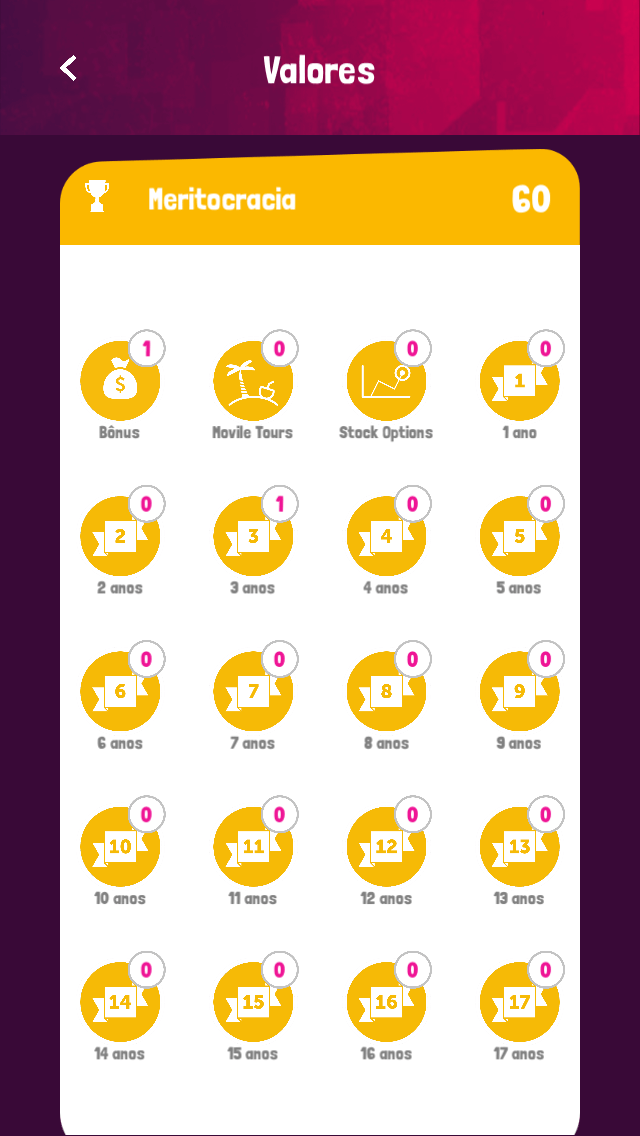 Valores
Meritocracia 60
1 0 0 0
$ 1
Bônus Movile Tours Stock Options 1 ano
0 1 0 0
2 3 4 5
2 anos 3 anos 4 anos 5 anos
0 0 0 0
6 7 8 9
6 anos 7 anos 8 anos 9 anos
0 0 0 0
10 11 12 13
10 anos 11 anos 12 anos 13 anos
0 0 0 0
14 15 16 17
14 anos 15 anos 16 anos 17 anos